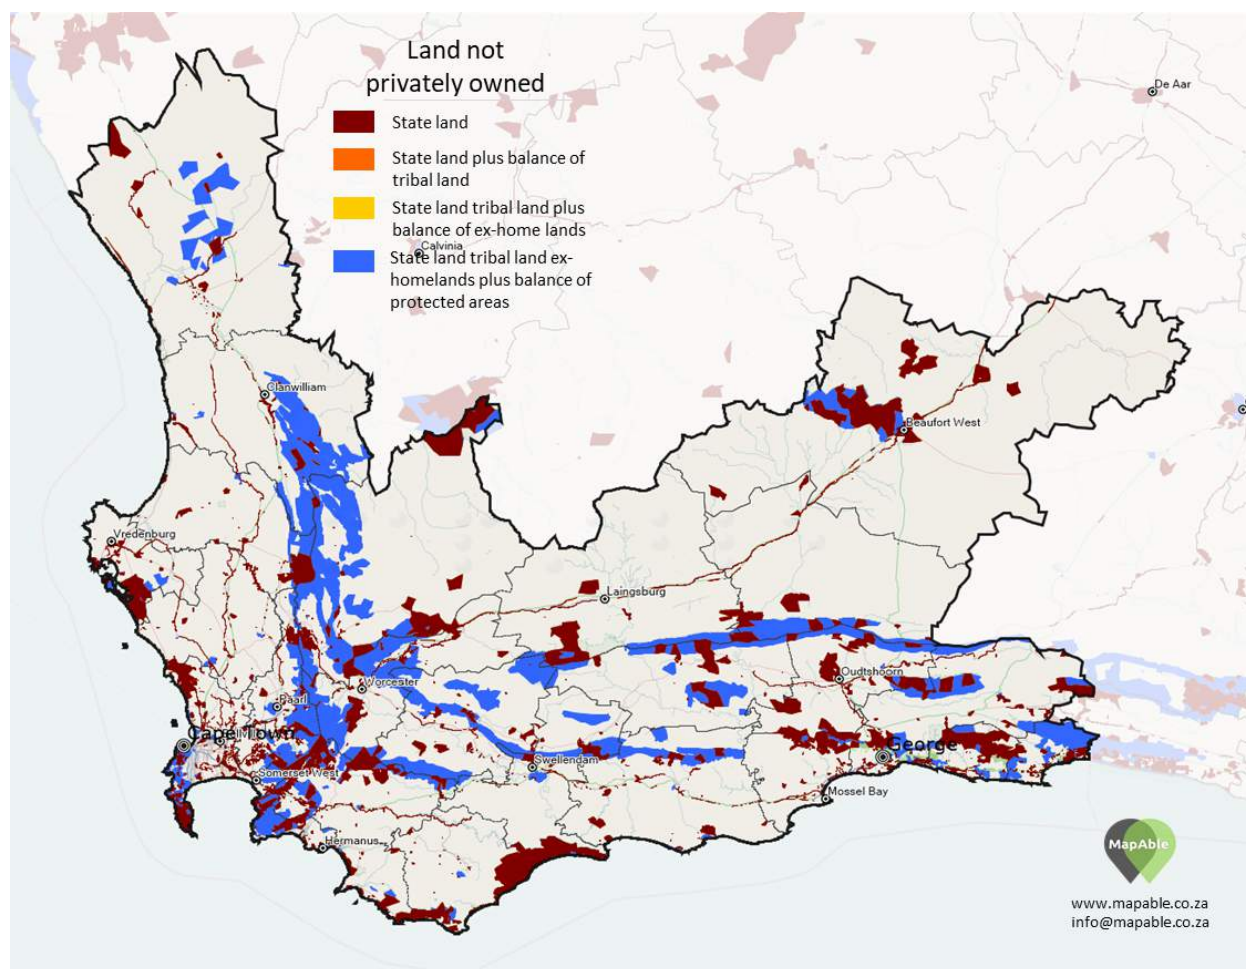 Land not
privately owned
State land
State land plus balance of
tribal land
State land tribal land plus
balance of ex-home lands
State land tribal land ex-
homelands plus balance of
protected areas
De Aar
Calvinia
Clanwilliam
Beaufort West
Vredenburg
Laingsburg
Worcester
Oudtshoorn
Paarl
Cape Town
George
Swellendam
Somerset West
Mossel Bay
Hermanus
MapAble
www.mapable.co.za
info@mapable.co.za